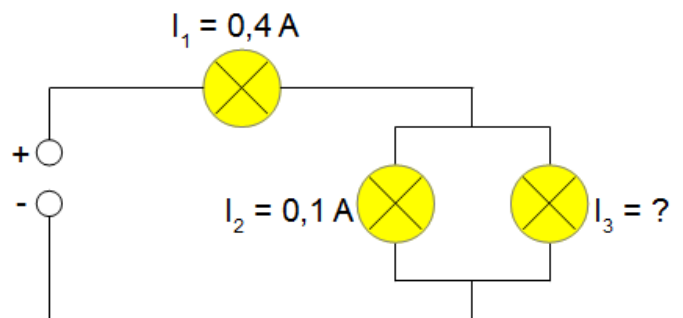 I₁ = 0,4 A
+
-
I₂ = 0,1 A
I₃ = ?